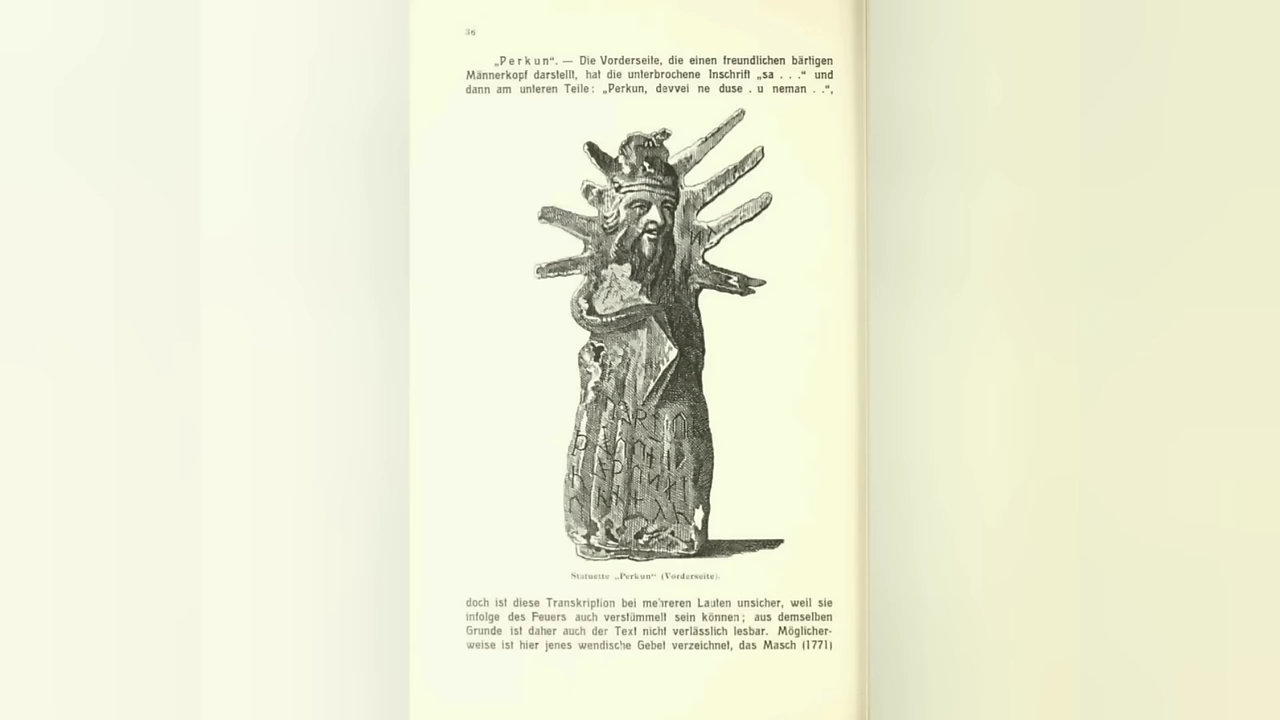 36
„Perkun“. — Die Vorderseite, die einen freundlichen bärtigen
Männerkopf darstellt, hat die unterbrochene Inschrift „sa . . .“ und
dann am unteren Teile: „Perkun, devvei ne duse . u neman . .“,
Statuette „Perkun“ (Vorderseite).
doch ist diese Transkription bei mehreren Lauten unsicher, weil sie
infolge des Feuers auch verstümmelt sein können; aus demselben
Grunde ist daher auch der Text nicht verlässlich lesbar. Möglicher-
weise ist hier jenes wendische Gebet verzeichnet, das Masch (1771)